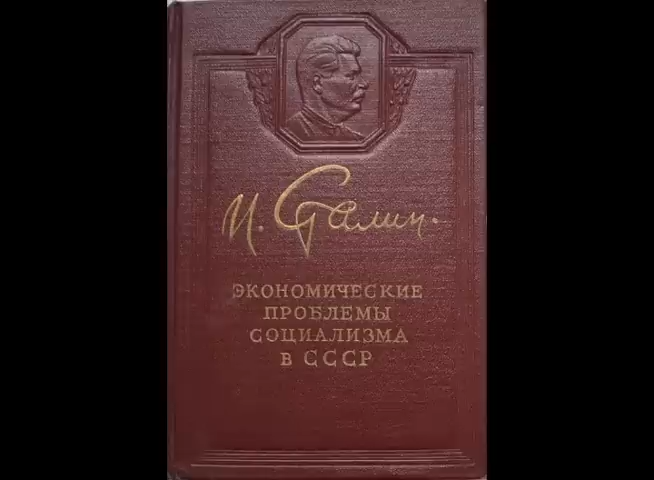 И. Сталин.
ЭКОНОМИЧЕСКИЕ
ПРОБЛЕМЫ
СОЦИАЛИЗМА
В СССР